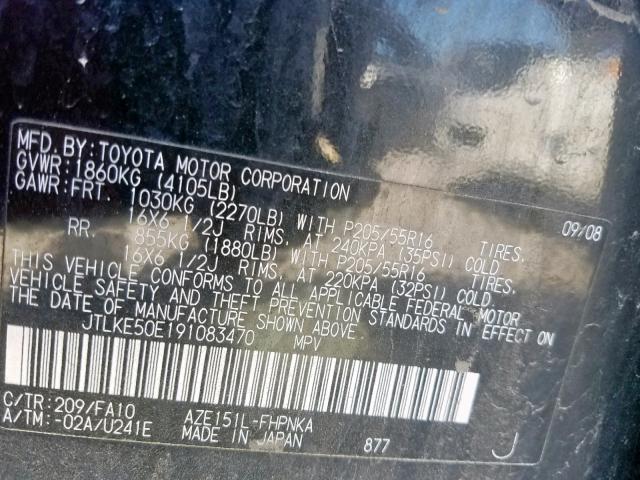 MFD. BY: TOYOTA MOTOR CORPORATION 09/08
GVWR: 1860KG (4105LB)
GAWR: FRT. 1030KG (2270LB) WITH P205/55R16 TIRES,
16X6 1/2J RIMS, AT 240KPA (35PSI) COLD
RR. 855KG (1880LB) WITH P205/55R16 TIRES,
16X6 1/2J RIMS, AT 220KPA (32PSI) COLD
THIS VEHICLE CONFORMS TO ALL APPLICABLE FEDERAL MOTOR
VEHICLE SAFETY AND THEFT PREVENTION STANDARDS IN EFFECT ON
THE DATE OF MANUFACTURE SHOWN ABOVE.
JTLKE50E191083470 MPV
C/TR: 209/FA10 AZE151L-FHPNKA
A/TM: -02A/U241E MADE IN JAPAN 877 J